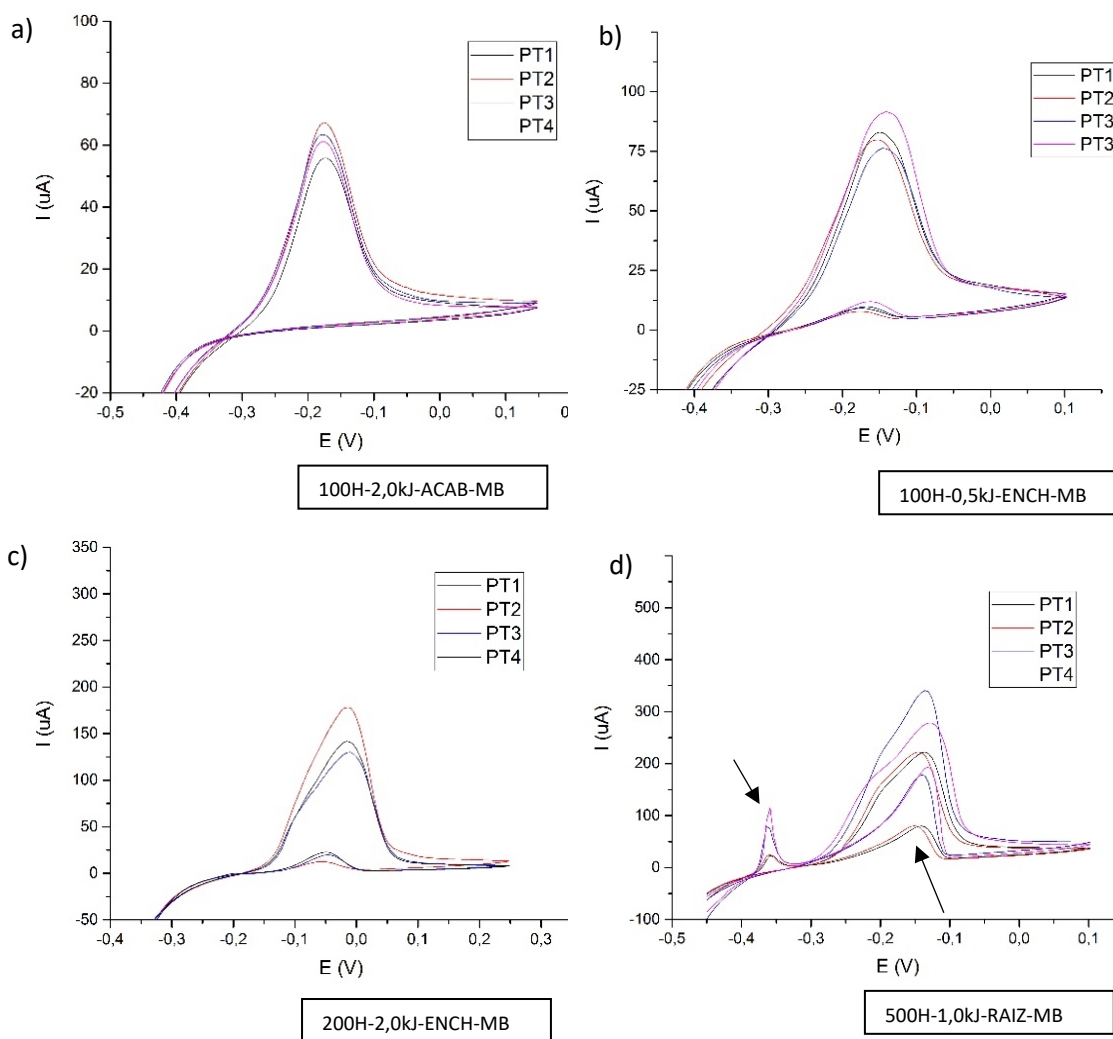 a)
100
80
60
40
20
0
-20
I (uA)
PT1
PT2
PT3
PT4
-0,5 -0,4 -0,3 -0,2 -0,1 0,0 0,1 0
E (V)
100H-2,0kJ-ACAB-MB
b)
100
75
50
25
0
-25
I (uA)
PT1
PT2
PT3
PT3
-0,4 -0,3 -0,2 -0,1 0,0 0,1
E (V)
100H-0,5kJ-ENCH-MB
c)
350
300
250
200
150
100
50
0
-50
I (uA)
PT1
PT2
PT3
PT4
-0,4 -0,3 -0,2 -0,1 0,0 0,1 0,2 0,3
E (V)
200H-2,0kJ-ENCH-MB
d)
500
400
300
200
100
0
-100
I (uA)
PT1
PT2
PT3
PT4
-0,5 -0,4 -0,3 -0,2 -0,1 0,0 0,1
E (V)
500H-1,0kJ-RAIZ-MB